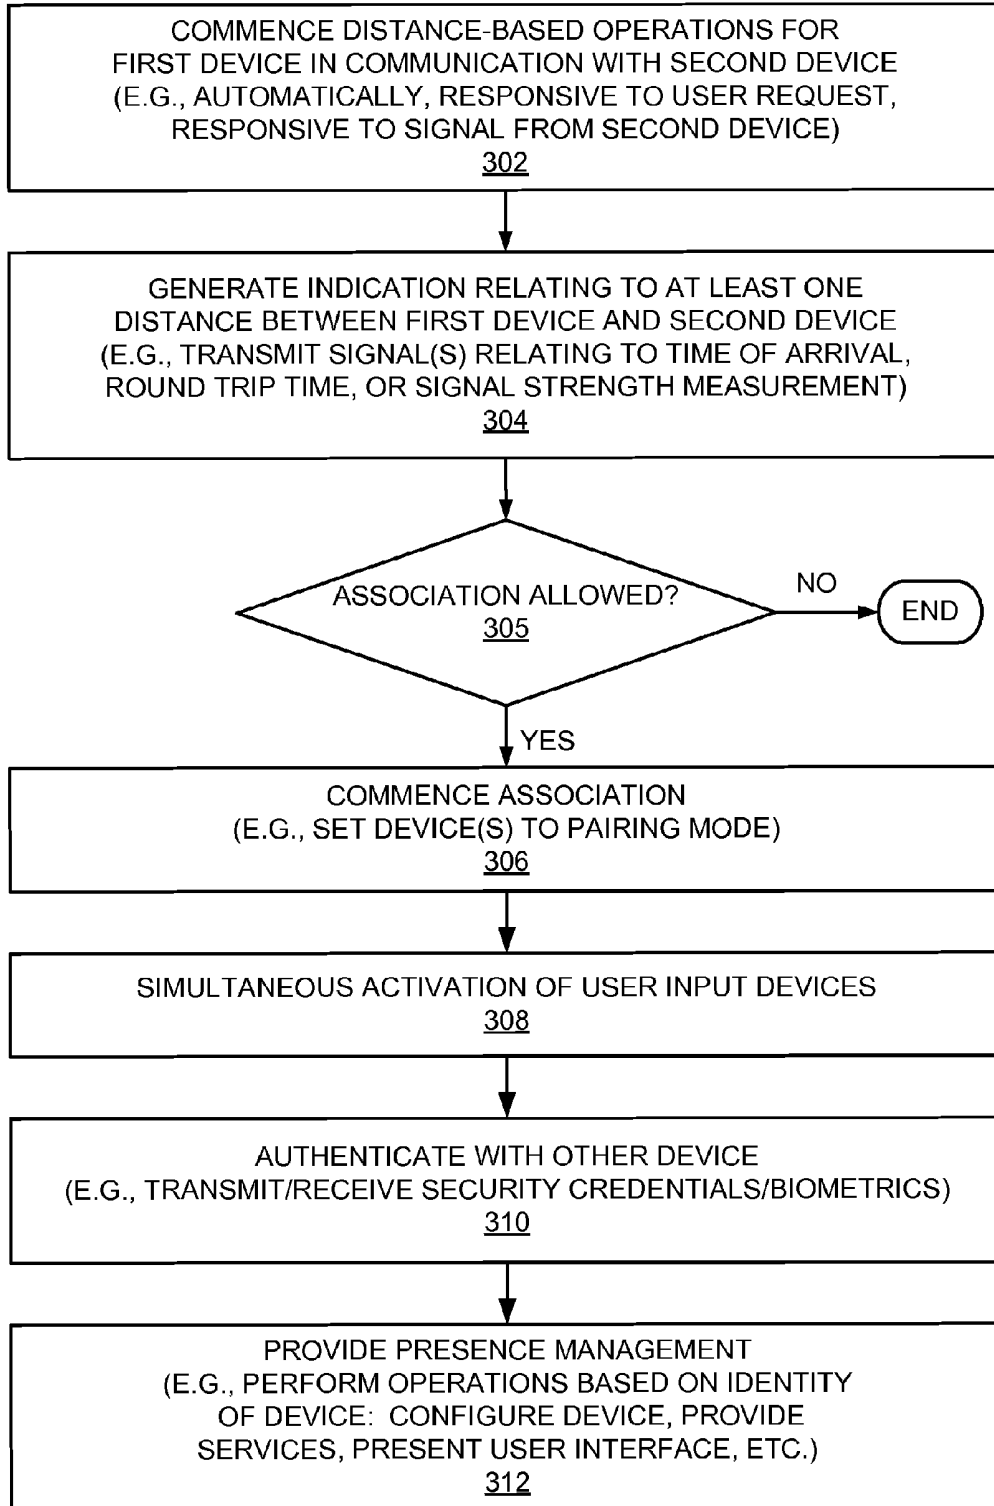 COMMENCE DISTANCE-BASED OPERATIONS FOR
FIRST DEVICE IN COMMUNICATION WITH SECOND DEVICE
(E.G., AUTOMATICALLY, RESPONSIVE TO USER REQUEST,
RESPONSIVE TO SIGNAL FROM SECOND DEVICE)
302
GENERATE INDICATION RELATING TO AT LEAST ONE
DISTANCE BETWEEN FIRST DEVICE AND SECOND DEVICE
(E.G., TRANSMIT SIGNAL(S) RELATING TO TIME OF ARRIVAL,
ROUND TRIP TIME, OR SIGNAL STRENGTH MEASUREMENT)
304
ASSOCIATION ALLOWED?
305
NO
END
YES
COMMENCE ASSOCIATION
(E.G., SET DEVICE(S) TO PAIRING MODE)
306
SIMULTANEOUS ACTIVATION OF USER INPUT DEVICES
308
AUTHENTICATE WITH OTHER DEVICE
(E.G., TRANSMIT/RECEIVE SECURITY CREDENTIALS/BIOMETRICS)
310
PROVIDE PRESENCE MANAGEMENT
(E.G., PERFORM OPERATIONS BASED ON IDENTITY
OF DEVICE: CONFIGURE DEVICE, PROVIDE
SERVICES, PRESENT USER INTERFACE, ETC.)
312